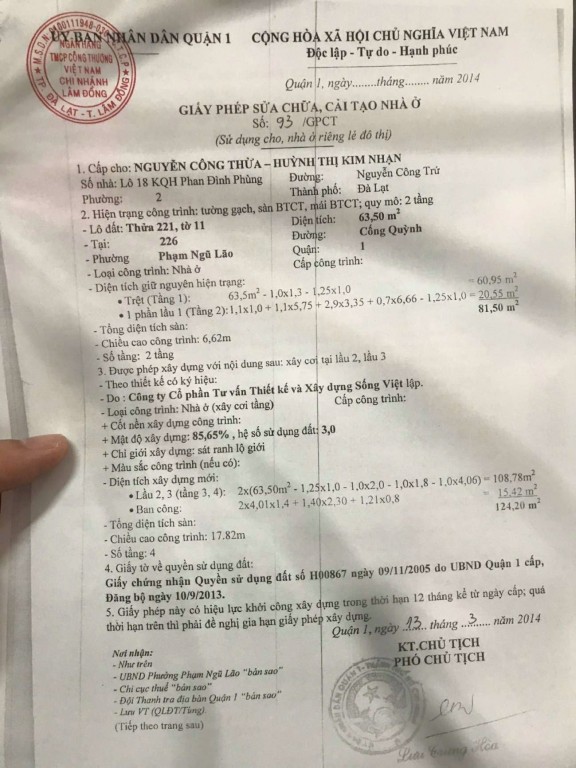 M.S.D.N: 0100111948-03
NGÂN HÀNG
TMCP CÔNG THƯƠNG
VIỆT NAM
CHI NHÁNH
LÂM ĐỒNG
TP ĐÀ LẠT - T. LÂM ĐỒNG
ỦY BAN NHÂN DÂN QUẬN 1 CỘNG HÒA XÃ HỘI CHỦ NGHĨA VIỆT NAM
Độc lập - Tự do - Hạnh phúc
Quận 1, ngày........tháng........ năm 2014
GIẤY PHÉP SỬA CHỮA, CẢI TẠO NHÀ Ở
Số: 93 /GPCT
(Sử dụng cho, nhà ở riêng lẻ đô thị)
1. Cấp cho: NGUYỄN CÔNG THỪA – HUỲNH THỊ KIM NHẠN
Số nhà: Lô 18 KQH Phan Đình Phùng Đường: Nguyễn Công Trứ
Phường: 2 Thành phố: Đà Lạt
2. Hiện trạng công trình: tường gạch, sàn BTCT, mái BTCT; quy mô: 2 tầng
- Lô đất: Thửa 221, tờ 11 Diện tích: 63,50 m²
- Tại: 226 Đường: Cống Quỳnh
- Phường Phạm Ngũ Lão Quận: 1
- Loại công trình: Nhà ở Cấp công trình:
- Diện tích giữ nguyên hiện trạng:
• Trệt (Tầng 1): 63,5m² - 1,0x1,3 - 1,25x1,0 = 60,95 m²
• 1 phần lầu 1 (Tầng 2): 1,1x1,0 + 1,1x5,75 + 2,9x3,35 + 0,7x6,66 - 1,25x1,0 = 20,55 m²
- Tổng diện tích sàn: 81,50 m²
- Chiều cao công trình: 6,62m
- Số tầng: 2 tầng
3. Được phép xây dựng với nội dung sau: xây cơi tại lầu 2, lầu 3
- Theo thiết kế có ký hiệu:
- Do : Công ty Cổ phần Tư vấn Thiết kế và Xây dựng Sống Việt lập.
- Loại công trình: Nhà ở (xây cơi tầng) Cấp công trình:
+ Cốt nền xây dựng công trình:
+ Mật độ xây dựng: 85,65% , hệ số sử dụng đất: 3,0
+ Chỉ giới xây dựng: sát ranh lộ giới
+ Màu sắc công trình (nếu có):
- Diện tích xây dựng mới:
• Lầu 2, 3 (tầng 3, 4): 2x(63,50m² - 1,25x1,0 - 1,0x2,0 - 1,0x1,8 - 1,0x4,06) = 108,78m²
• Ban công: 2x4,01x1,4 + 1,40x2,30 + 1,21x0,8 = 15,42 m²
- Tổng diện tích sàn: 124,20 m²
- Chiều cao công trình: 17.82m
- Số tầng: 4
4. Giấy tờ về quyền sử dụng đất:
Giấy chứng nhận Quyền sử dụng đất số H00867 ngày 09/11/2005 do UBND Quận 1 cấp,
Đăng bộ ngày 10/9/2013.
5. Giấy phép này có hiệu lực khởi công xây dựng trong thời hạn 12 tháng kể từ ngày cấp; quá
thời hạn trên thì phải đề nghị gia hạn giấy phép xây dựng.
Quận 1, ngày 13 tháng 3 năm 2014
KT.CHỦ TỊCH
PHÓ CHỦ TỊCH
Nơi nhận:
- Như trên
- UBND Phường Phạm Ngũ Lão "bản sao"
- Chi cục thuế "bản sao"
- Đội Thanh tra địa bàn Quận 1 "bản sao"
- Lưu VT (QLĐT/Tùng)
(Tiếp theo trang sau)